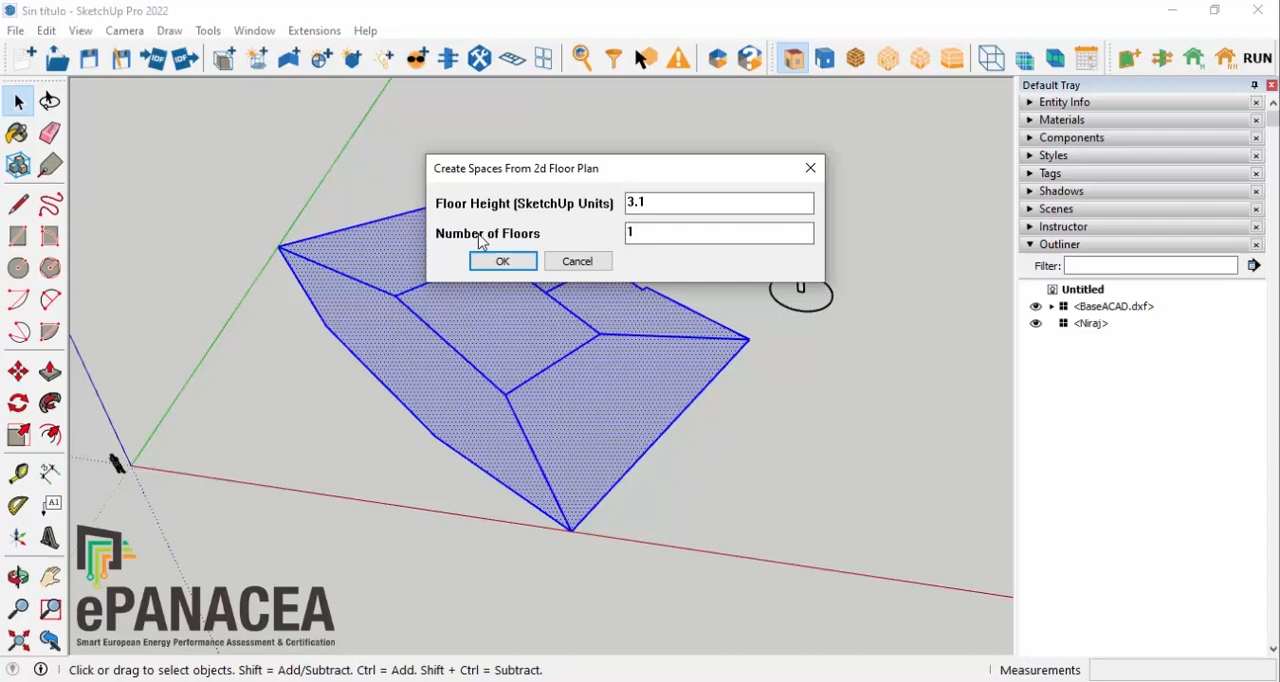 Sin título - SketchUp Pro 2022
File Edit View Camera Draw Tools Window Extensions Help
IDF IDF RUN
Default Tray
Entity Info
Materials
Components
Styles
Tags
Shadows
Scenes
Instructor
Outliner
Filter:
Untitled
<BaseACAD.dxf>
<Niraj>
Create Spaces From 2d Floor Plan
Floor Height (SketchUp Units) 3.1
Number of Floors 1
OK Cancel
A1
ePANACEA
Smart European Energy Performance Assessment & Certification
Click or drag to select objects. Shift = Add/Subtract. Ctrl = Add. Shift + Ctrl = Subtract.
Measurements